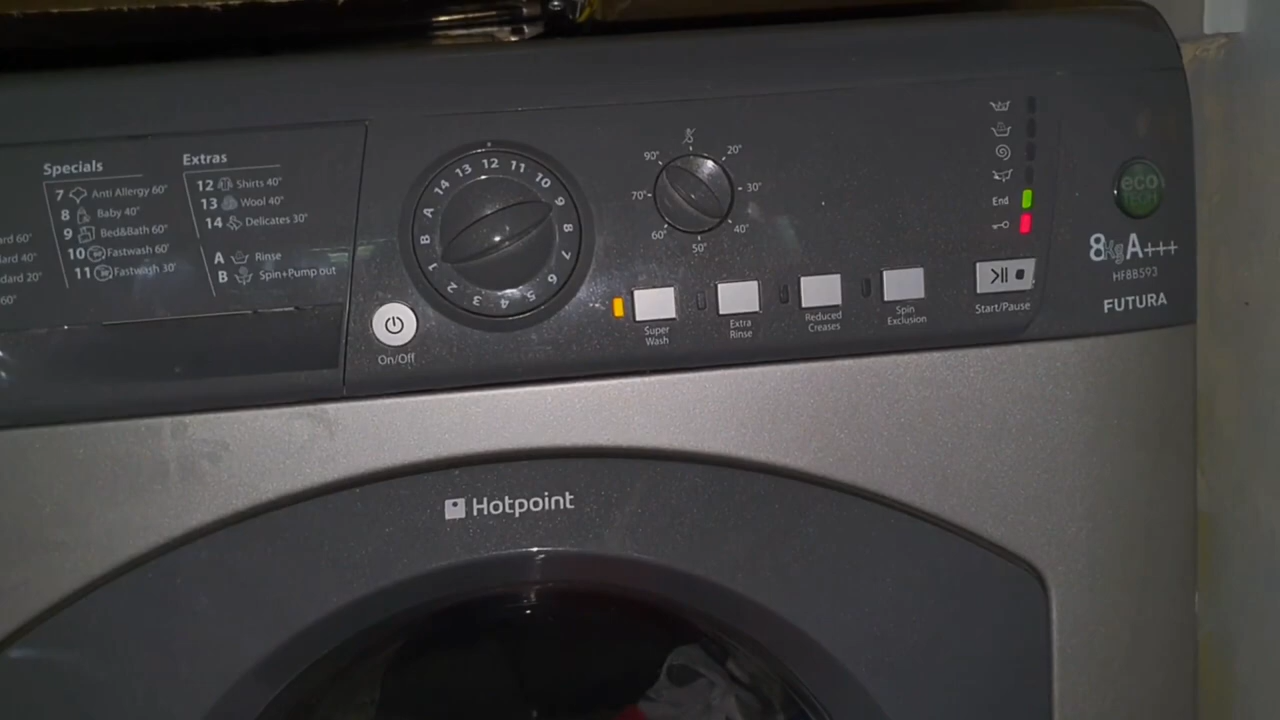 Specials
7 Anti Allergy 60°
8 Baby 40°
9 Bed&Bath 60°
10 Fastwash 60'
11 Fastwash 30'
Extras
12 Shirts 40°
13 Wool 40°
14 Delicates 30°
A Rinse
B Spin+Pump out
ard 60°
dard 40°
dard 20°
60°
On/Off
12 11 10 9 8 7 6 5 4 3 2 1 B A 14 13
20°
30°
40°
50°
60°
70°
90°
Super
Wash
Extra
Rinse
Reduced
Creases
Spin
Exclusion
End
Start/Pause
eco
TECH
8Kg A+++
HFBB593
FUTURA
Hotpoint